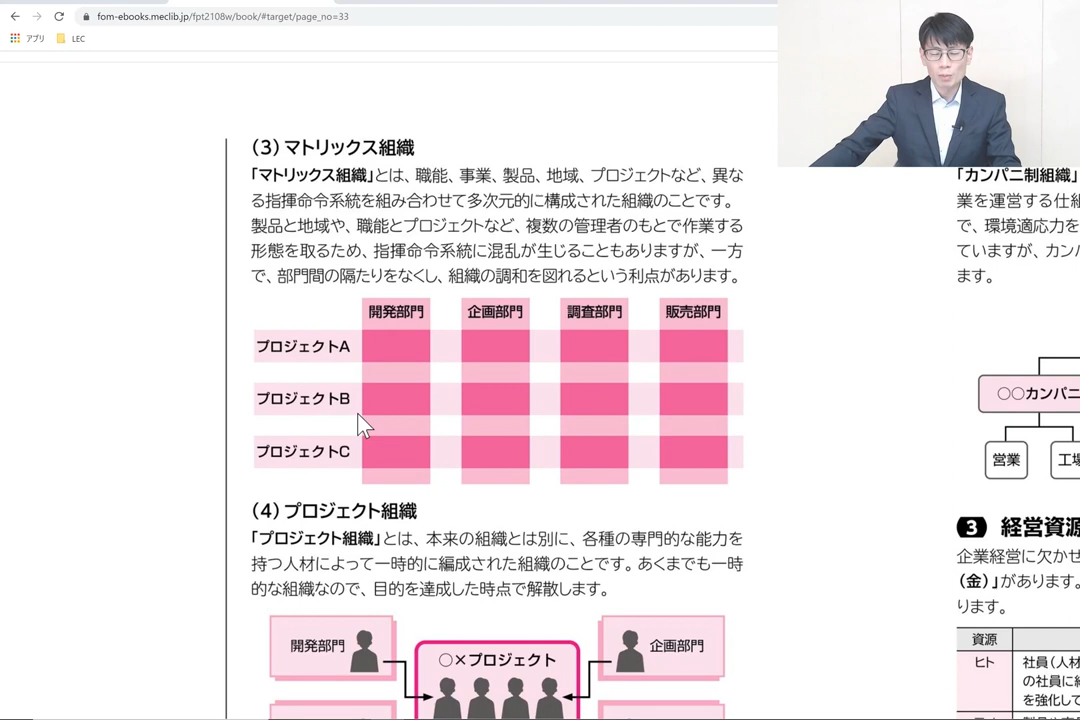 fom-ebooks.meclib.jp/fpt2108w/book/#target/page_no=33
アプリ LEC
(3)マトリックス組織
「マトリックス組織」とは、職能、事業、製品、地域、プロジェクトなど、異な
る指揮命令系統を組み合わせて多次元的に構成された組織のことです。
製品と地域や、職能とプロジェクトなど、複数の管理者のもとで作業する
形態を取るため、指揮命令系統に混乱が生じることもありますが、一方
で、部門間の隔たりをなくし、組織の調和を図れるという利点があります。
開発部門 企画部門 調査部門 販売部門
プロジェクトA
プロジェクトB
プロジェクトC
(4)プロジェクト組織
「プロジェクト組織」とは、本来の組織とは別に、各種の専門的な能力を
持つ人材によって一時的に編成された組織のことです。あくまでも一時
的な組織なので、目的を達成した時点で解散します。
開発部門
○×プロジェクト
企画部門
「カンパニ制組織」
業を運営する仕組
で、環境適応力を
ていますが、カンパ
ます。
○○カンパニ
営業 工場
3 経営資源
企業経営に欠かせ
(金)」があります。
ります。
資源
ヒト 社員(人材
の社員に
を強化して